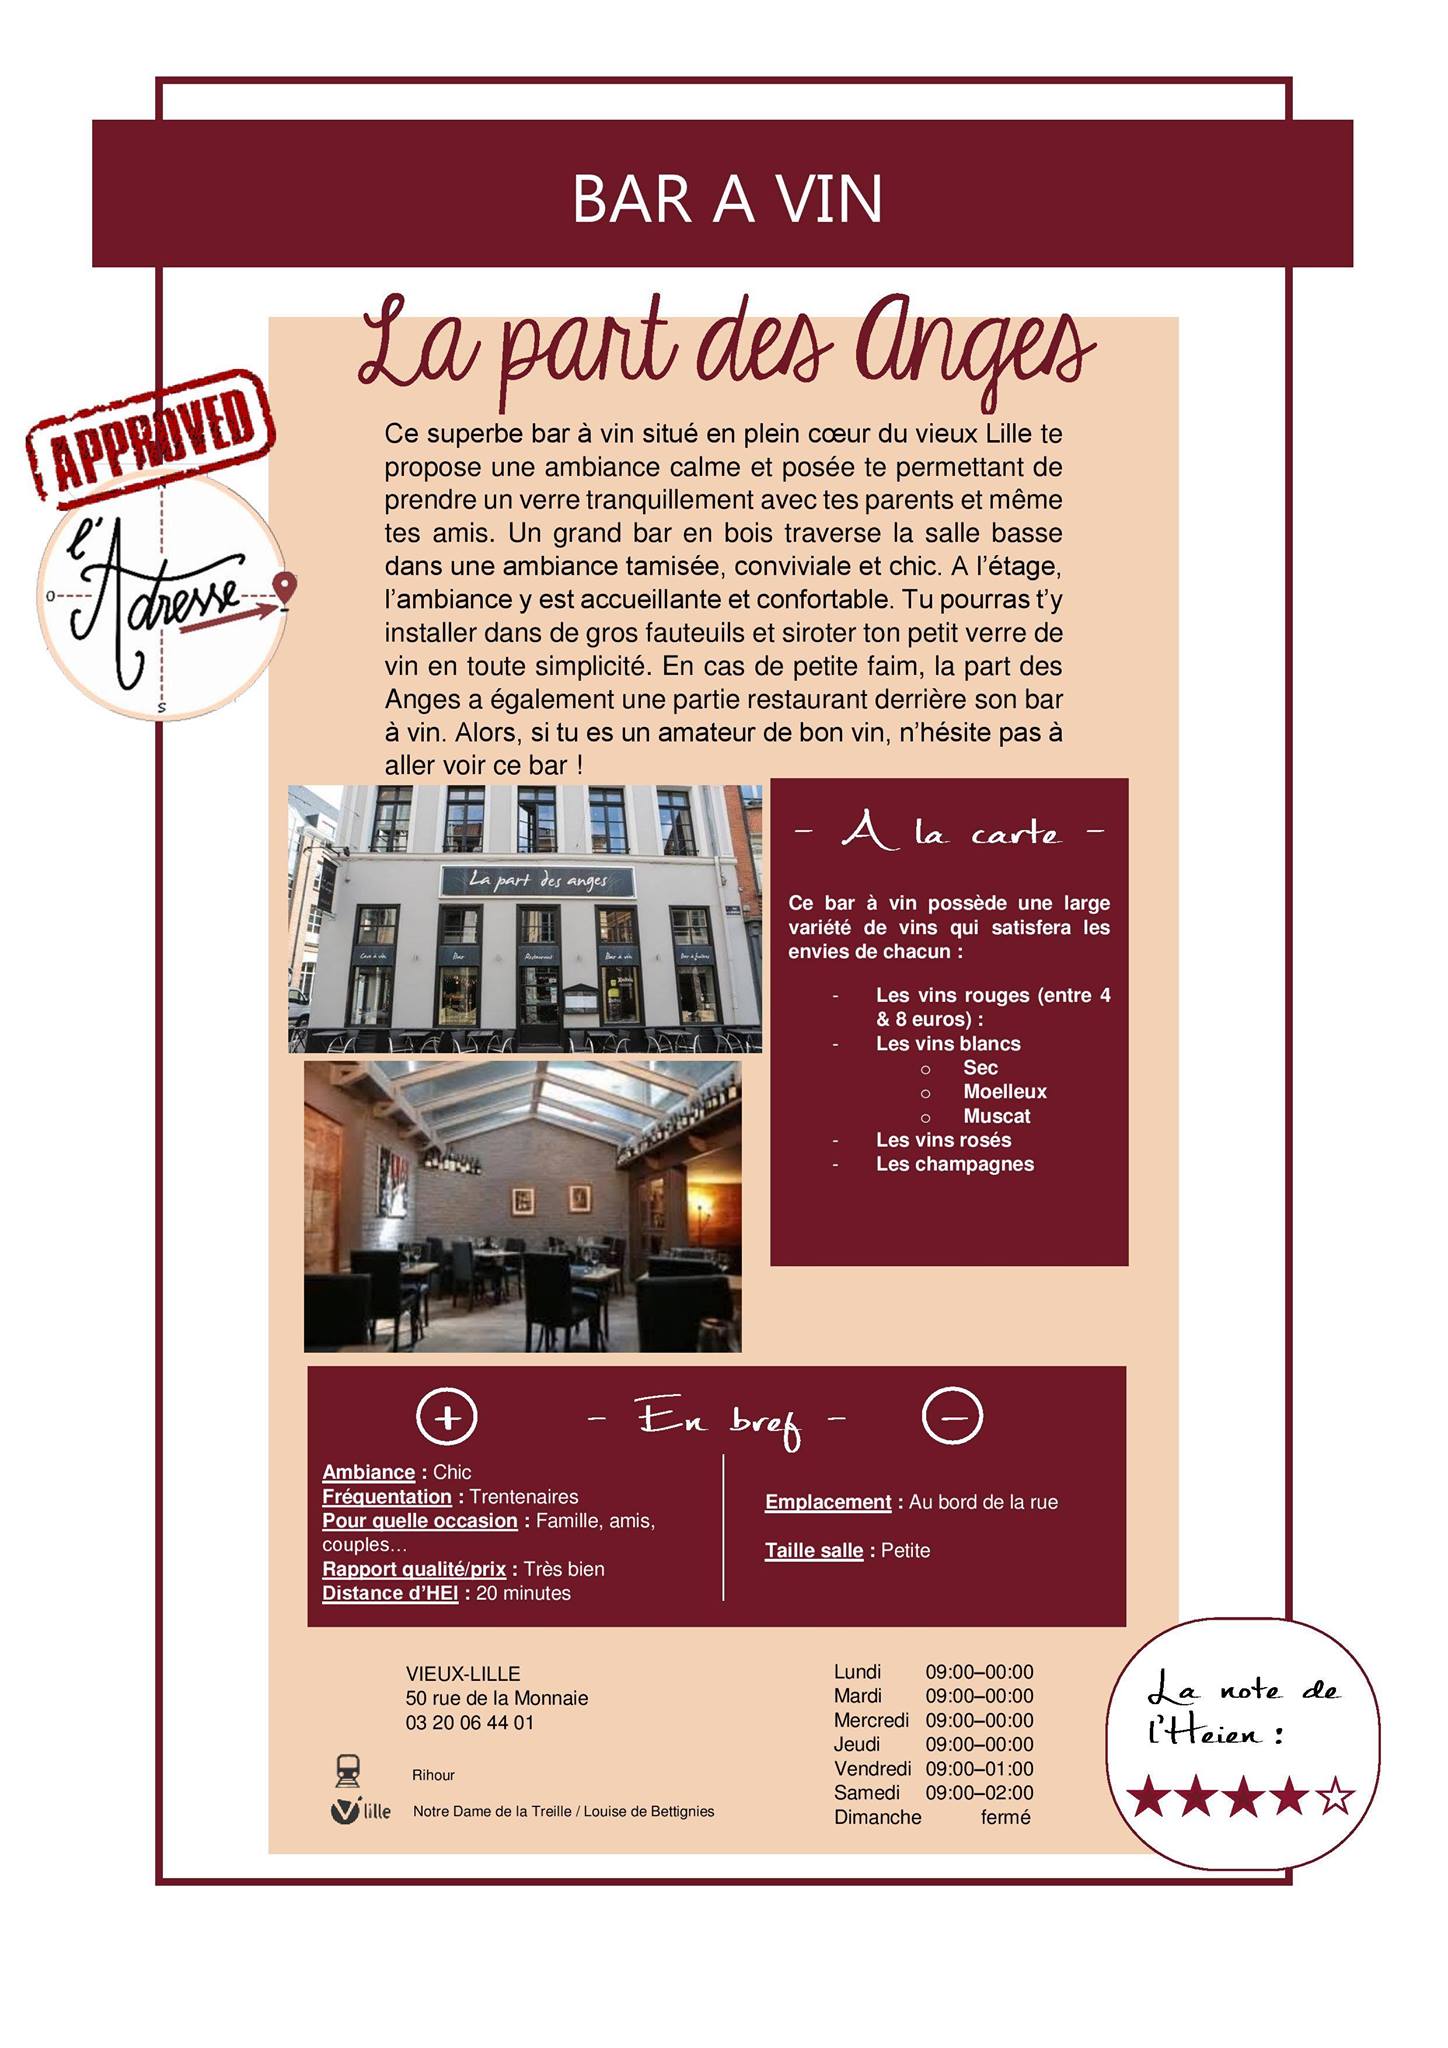 BAR A VIN
La part des Anges
APPROVED
l'Adresse
O
S
Ce superbe bar à vin situé en plein cœur du vieux Lille te
propose une ambiance calme et posée te permettant de
prendre un verre tranquillement avec tes parents et même
tes amis. Un grand bar en bois traverse la salle basse
dans une ambiance tamisée, conviviale et chic. A l’étage,
l’ambiance y est accueillante et confortable. Tu pourras t’y
installer dans de gros fauteuils et siroter ton petit verre de
vin en toute simplicité. En cas de petite faim, la part des
Anges a également une partie restaurant derrière son bar
à vin. Alors, si tu es un amateur de bon vin, n’hésite pas à
aller voir ce bar !
La part des anges
Cave à vin
Bar
Restaurant
Bar à vin
- A la carte -
Ce bar à vin possède une large
variété de vins qui satisfera les
envies de chacun :
- Les vins rouges (entre 4
& 8 euros) :
- Les vins blancs
o Sec
o Moelleux
o Muscat
- Les vins rosés
- Les champagnes
+
- En bref -
−
Ambiance : Chic
Fréquentation : Trentenaires
Pour quelle occasion : Famille, amis,
couples…
Rapport qualité/prix : Très bien
Distance d’HEI : 20 minutes
Emplacement : Au bord de la rue
Taille salle : Petite
VIEUX-LILLE
50 rue de la Monnaie
03 20 06 44 01
Rihour
V'lille
Notre Dame de la Treille / Louise de Bettignies
Lundi 09:00–00:00
Mardi 09:00–00:00
Mercredi 09:00–00:00
Jeudi 09:00–00:00
Vendredi 09:00–01:00
Samedi 09:00–02:00
Dimanche fermé
La note de
l'Heien :